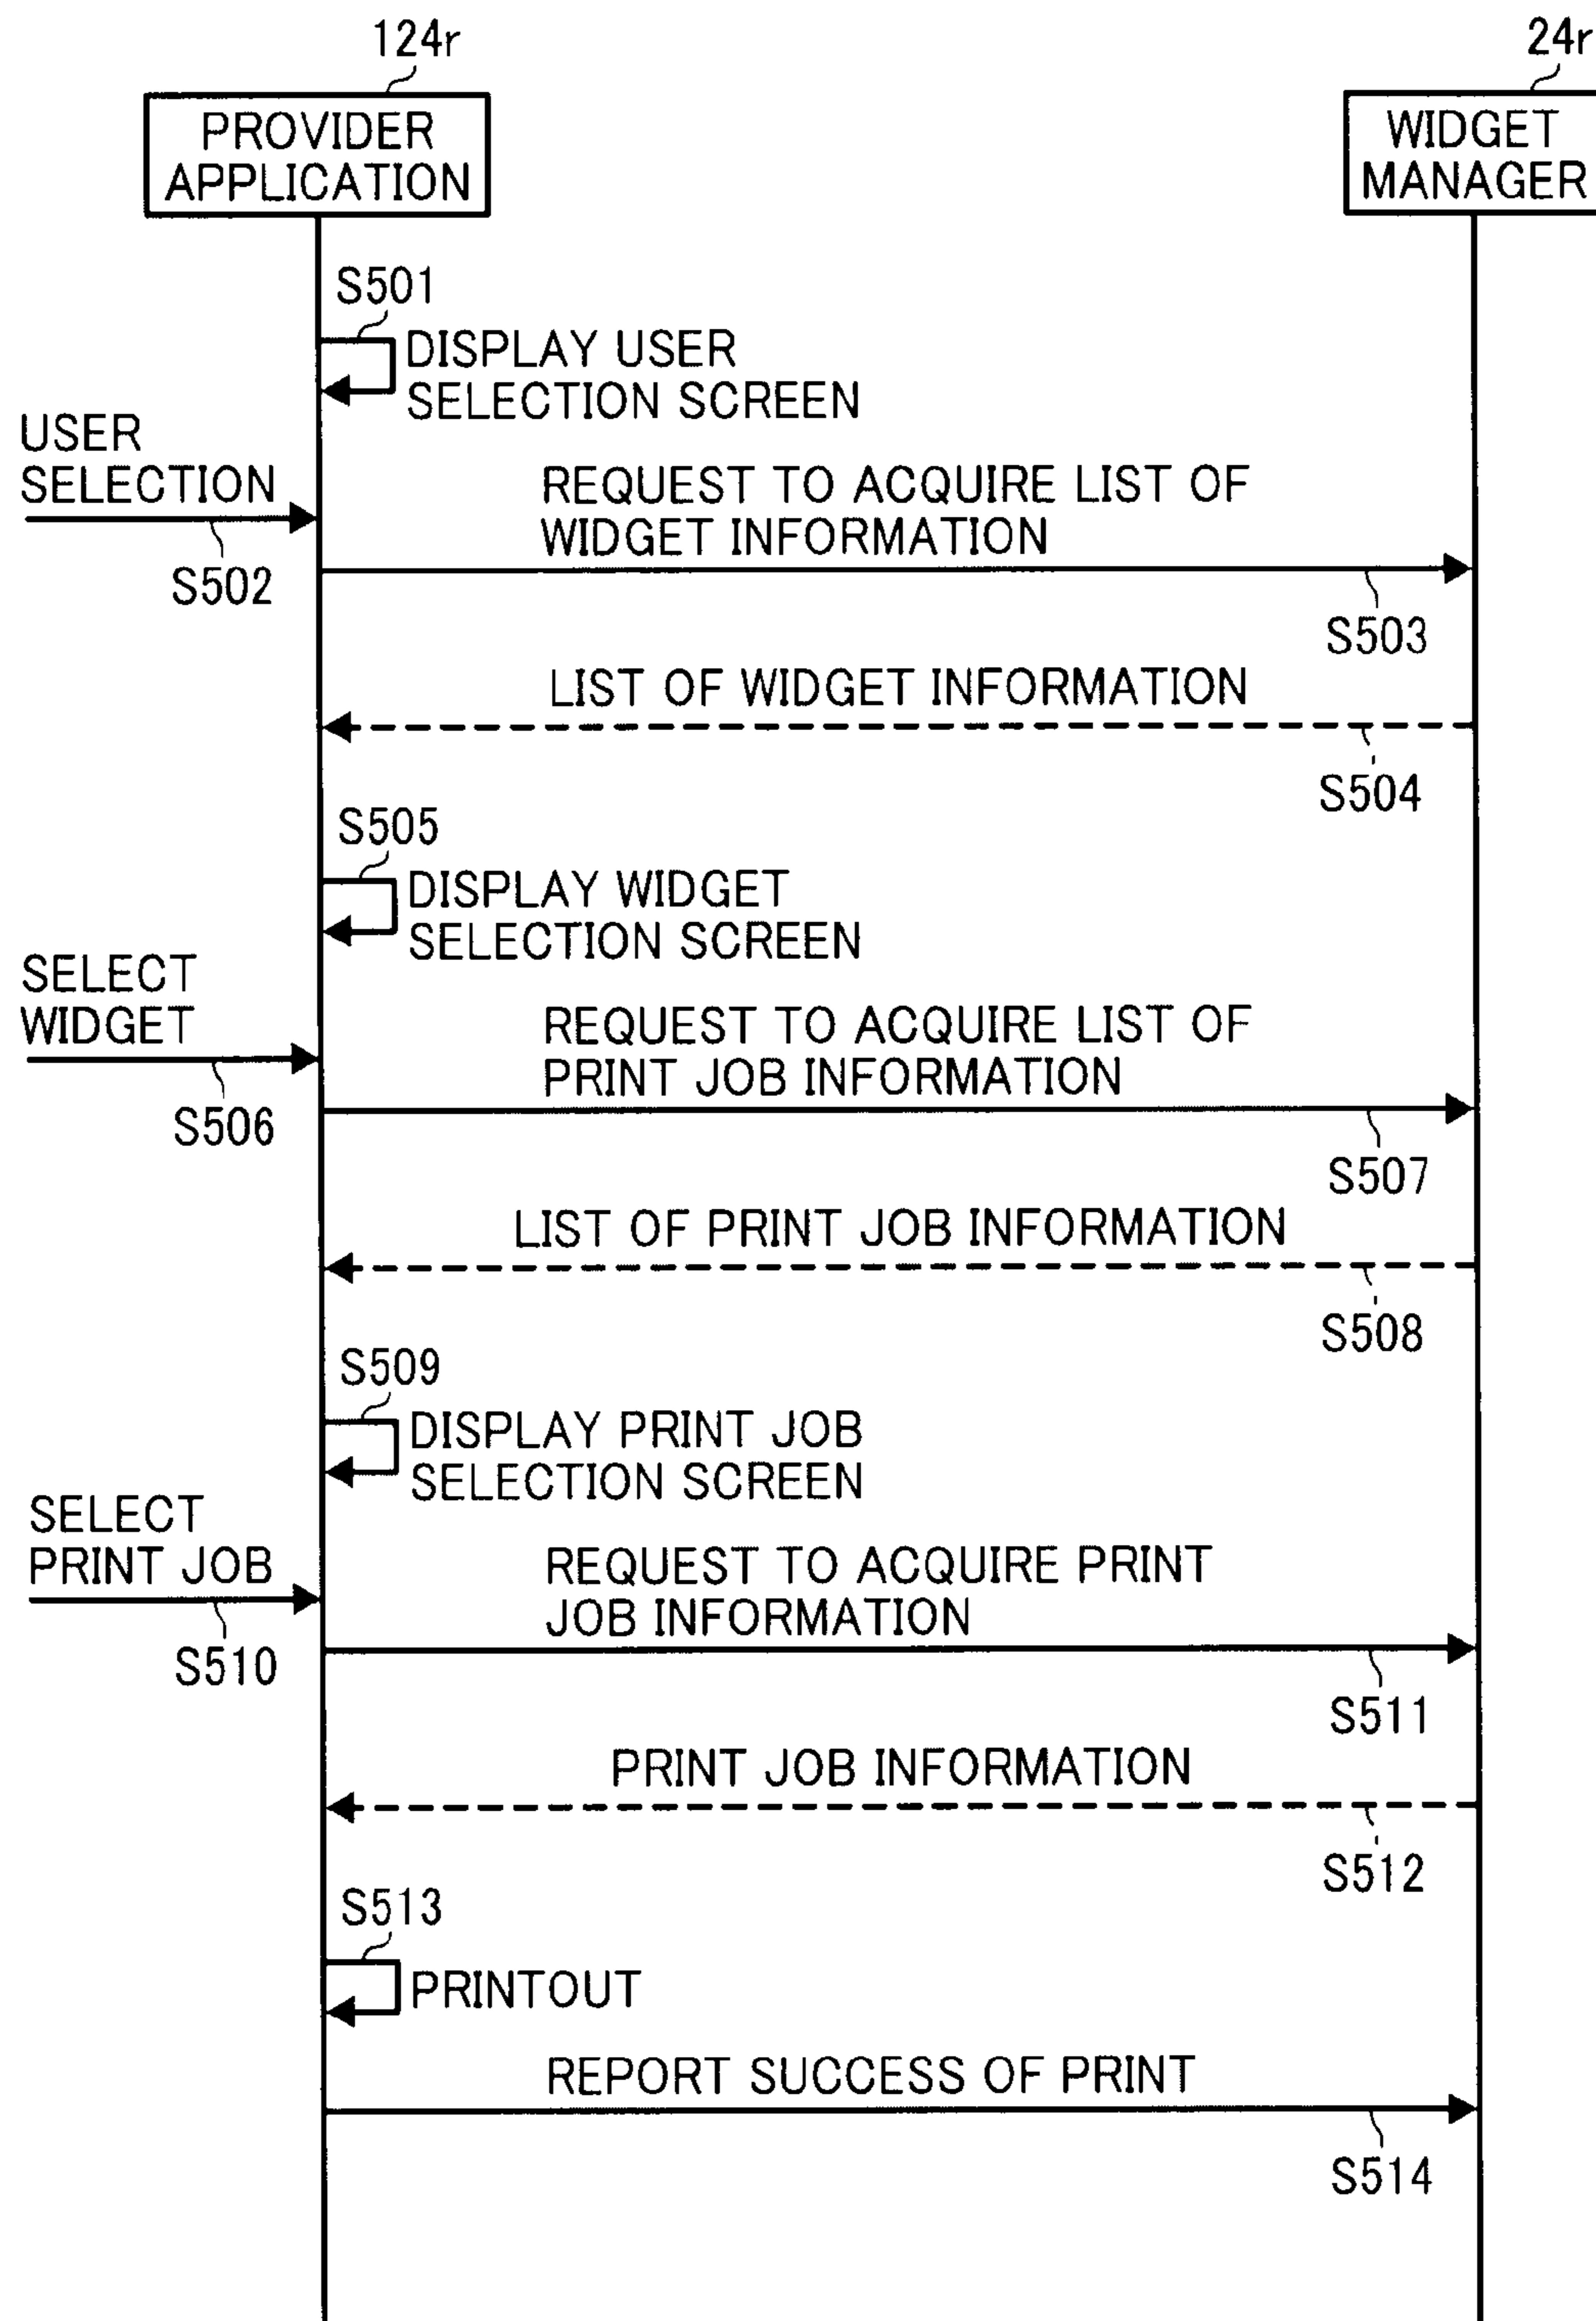 124r
24r
PROVIDER
APPLICATION
WIDGET
MANAGER
S501
DISPLAY USER
SELECTION SCREEN
USER
SELECTION
S502
REQUEST TO ACQUIRE LIST OF
WIDGET INFORMATION
S503
LIST OF WIDGET INFORMATION
S504
S505
DISPLAY WIDGET
SELECTION SCREEN
SELECT
WIDGET
S506
REQUEST TO ACQUIRE LIST OF
PRINT JOB INFORMATION
S507
LIST OF PRINT JOB INFORMATION
S508
S509
DISPLAY PRINT JOB
SELECTION SCREEN
SELECT
PRINT JOB
S510
REQUEST TO ACQUIRE PRINT
JOB INFORMATION
S511
PRINT JOB INFORMATION
S512
S513
PRINTOUT
REPORT SUCCESS OF PRINT
S514